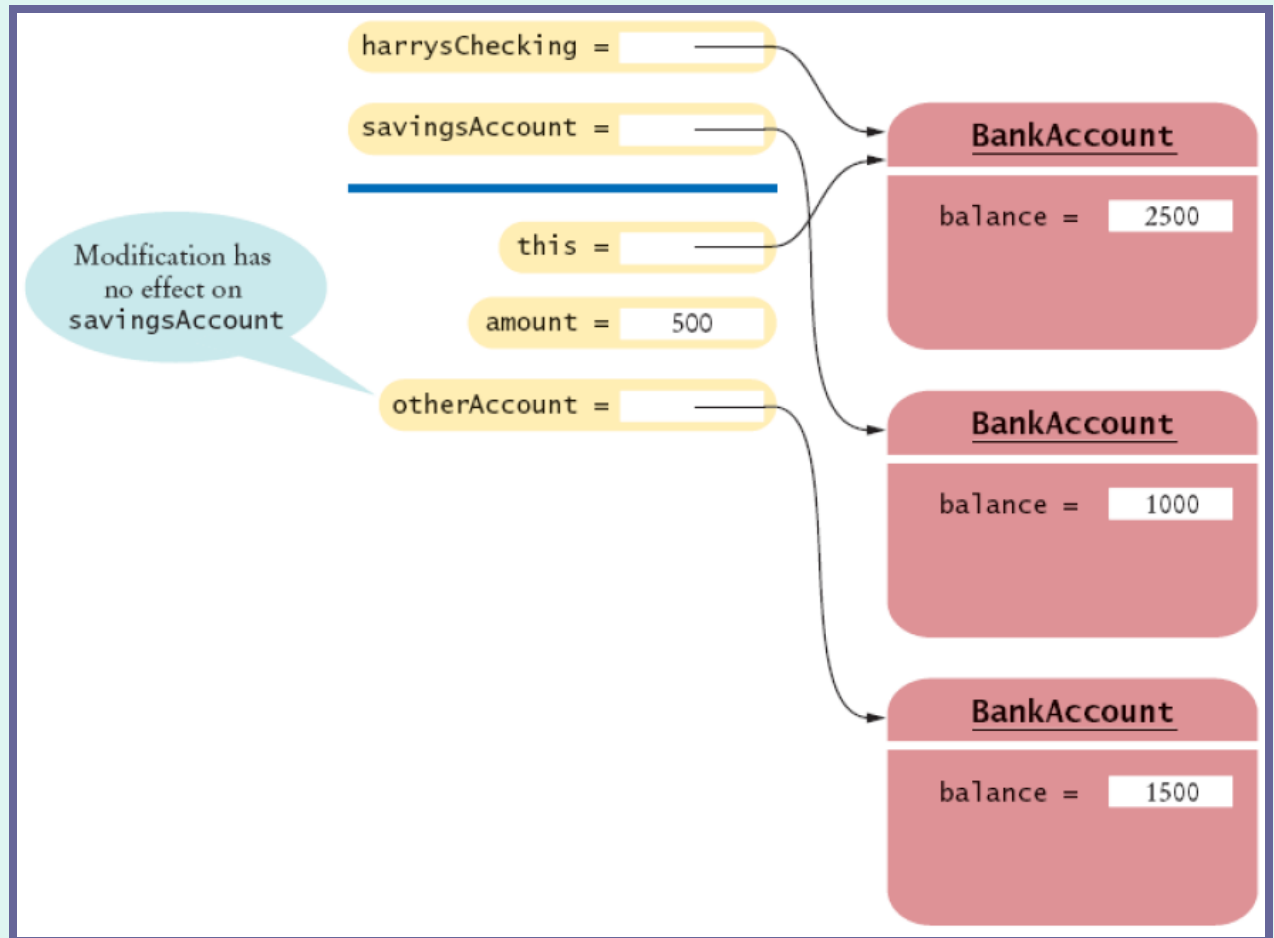 harrysChecking =
savingsAccount =
BankAccount
balance = 2500
this =
Modification has
no effect on
savingsAccount
amount = 500
otherAccount =
BankAccount
balance = 1000
BankAccount
balance = 1500